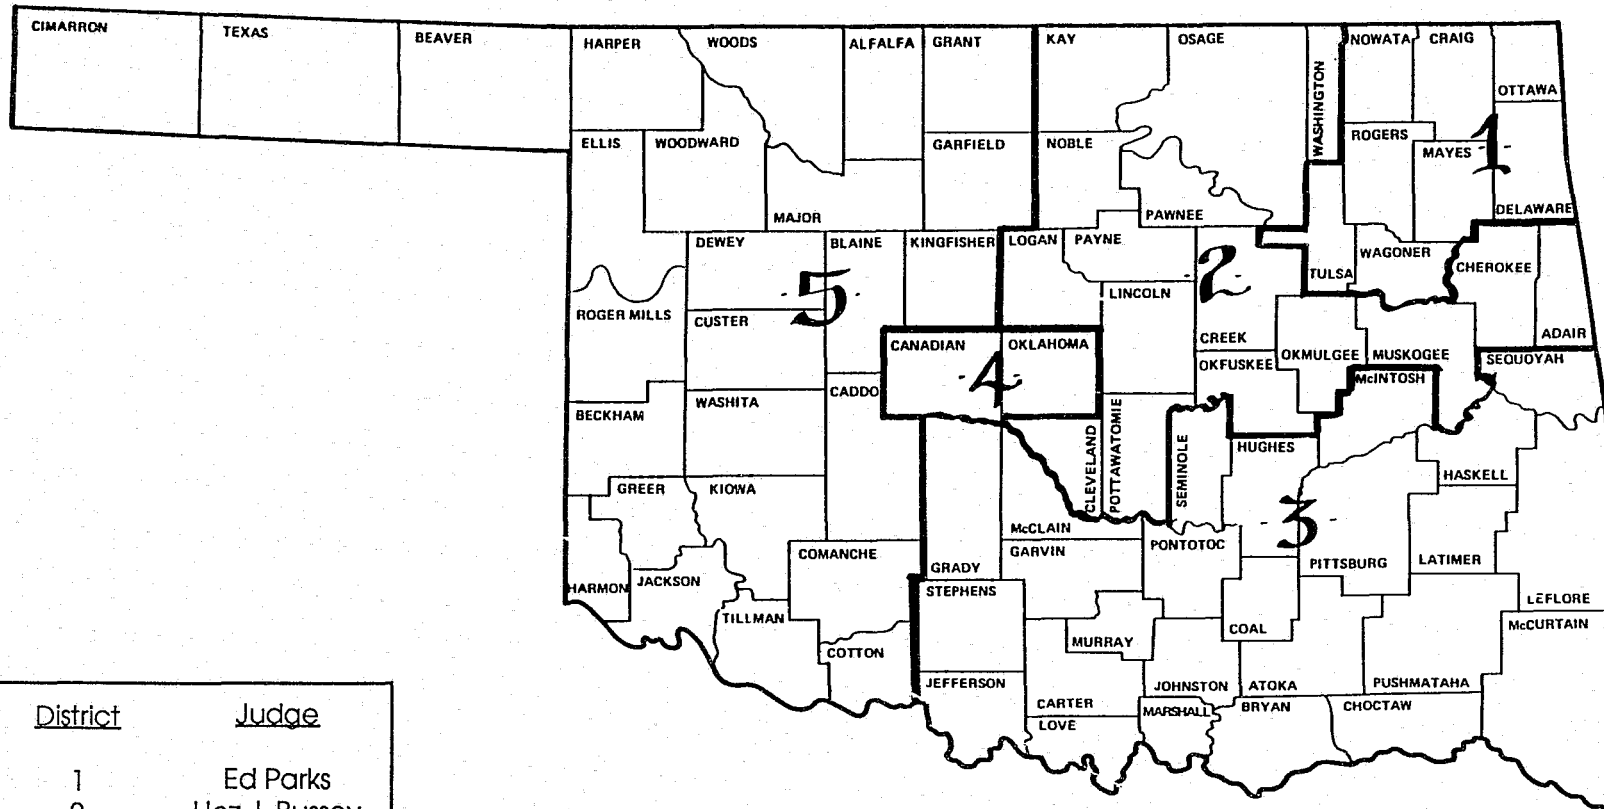 CIMARRON
TEXAS
BEAVER
HARPER
WOODS
ALFALFA
GRANT
KAY
OSAGE
WASHINGTON
NOWATA
CRAIG
OTTAWA
ELLIS
WOODWARD
GARFIELD
NOBLE
ROGERS
MAYES
1
MAJOR
PAWNEE
DELAWARE
DEWEY
BLAINE
KINGFISHER
LOGAN
PAYNE
2
TULSA
WAGONER
CHEROKEE
5
LINCOLN
ROGER MILLS
CUSTER
CREEK
ADAIR
CANADIAN
OKLAHOMA
OKFUSKEE
OKMULGEE
MUSKOGEE
SEQUOYAH
4
McINTOSH
BECKHAM
WASHITA
CADDO
CLEVELAND
POTTAWATOMIE
SEMINOLE
HUGHES
HASKELL
GREER
KIOWA
3
McCLAIN
COMANCHE
GARVIN
PONTOTOC
PITTSBURG
LATIMER
HARMON
JACKSON
GRADY
STEPHENS
LEFLORE
TILLMAN
COAL
McCURTAIN
COTTON
MURRAY
JEFFERSON
JOHNSTON
ATOKA
PUSHMATAHA
CARTER
MARSHALL
BRYAN
CHOCTAW
LOVE
District Judge
1 Ed Parks